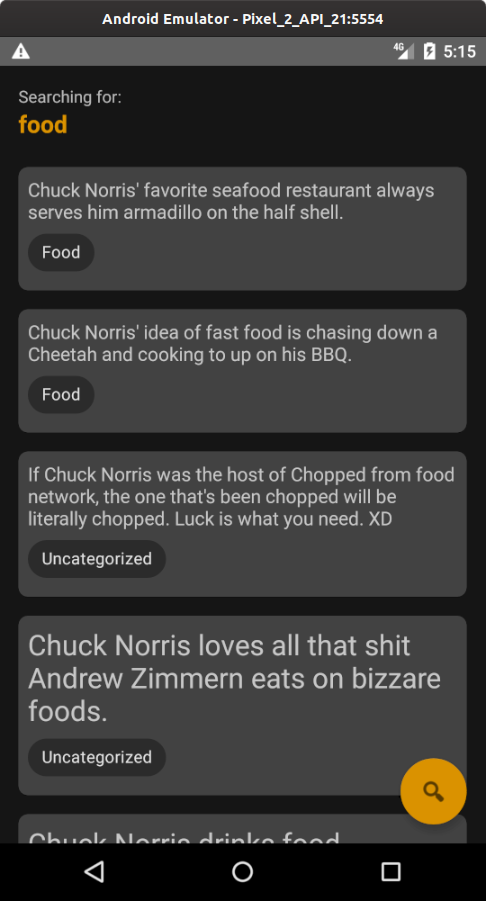 Android Emulator - Pixel_2_API_21:5554
4G 5:15
Searching for:
food
Chuck Norris' favorite seafood restaurant always
serves him armadillo on the half shell.
Food
Chuck Norris' idea of fast food is chasing down a
Cheetah and cooking to up on his BBQ.
Food
If Chuck Norris was the host of Chopped from food
network, the one that's been chopped will be
literally chopped. Luck is what you need. XD
Uncategorized
Chuck Norris loves all that shit
Andrew Zimmern eats on bizzare
foods.
Uncategorized
Chuck Norris drinks food